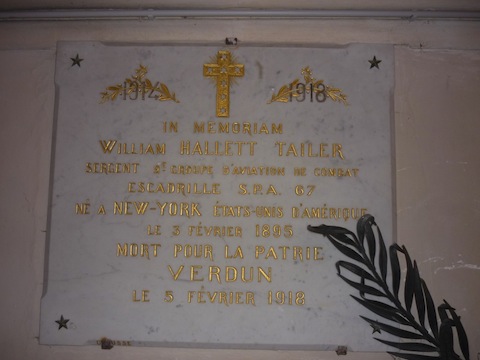 1914 1918
IN MEMORIAM
WILLIAM HALLETT TAILER
SERGENT GROUPE D'AVIATION DE COMBAT
ESCADRILLE S.P.A. 67
NÉ A NEW-YORK ÉTATS-UNIS D'AMÉRIQUE
LE 3 FÉVRIER 1895
MORT POUR LA PATRIE
VERDUN
LE 5 FÉVRIER 1918